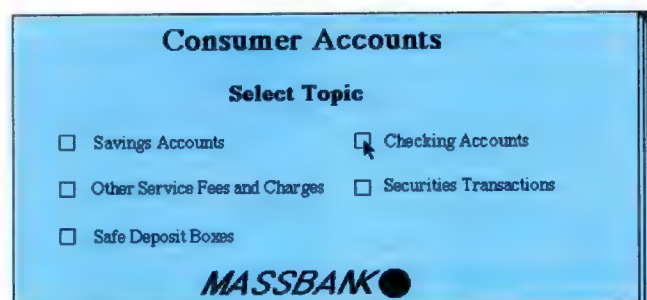 Consumer Accounts
Select Topic
Savings Accounts
Checking Accounts
Other Service Fees and Charges
Securities Transactions
Safe Deposit Boxes
MASSBANK